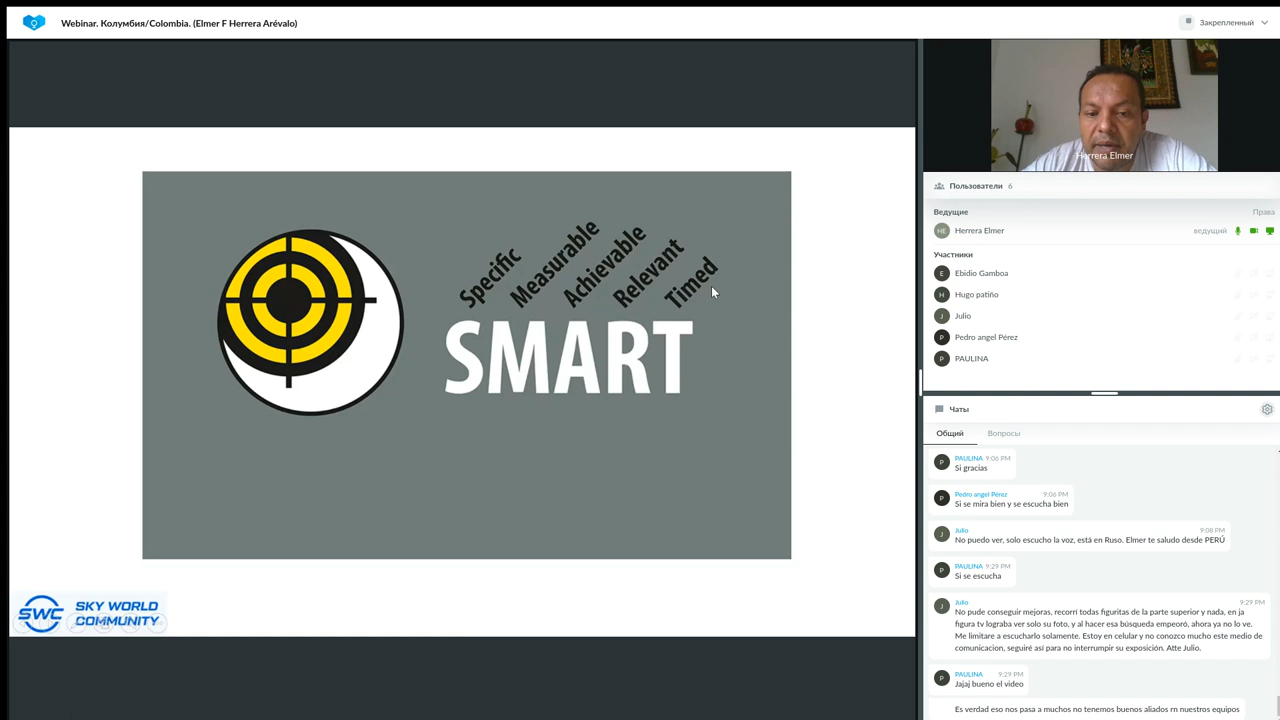 Webinar. Колумбия/Colombia. (Elmer F Herrera Arévalo)
Закрепленный
Specific
Measurable
Achievable
Relevant
Timed
SMART
SWC SKY WORLD
COMMUNITY
Herrera Elmer
Пользователи 6
Ведущие Права
HE Herrera Elmer ведущий
Участники
E Ebidio Gamboa
H Hugo patiño
J Julio
P Pedro angel Pérez
P PAULINA
Чаты
Общий Вопросы
PAULINA 9:06 PM
P Si gracias
Pedro angel Pérez 9:06 PM
P Si se mira bien y se escucha bien
Julio 9:08 PM
J No puedo ver, solo escucho la voz, está en Ruso. Elmer te saludo desde PERÚ
PAULINA 9:29 PM
P Si se escucha
Julio 9:29 PM
J No pude conseguir mejoras, recorrí todas figuritas de la parte superior y nada, en ja
figura tv lograba ver solo su foto, y al hacer esa búsqueda empeoró, ahora ya no lo ve.
Me limitare a escucharlo solamente. Estoy en celular y no conozco mucho este medio de
comunicacion, seguiré así para no interrumpir su exposición. Atte Julio.
PAULINA 9:29 PM
P Jajaj bueno el video
Es verdad eso nos pasa a muchos no tenemos buenos aliados rn nuestros equipos